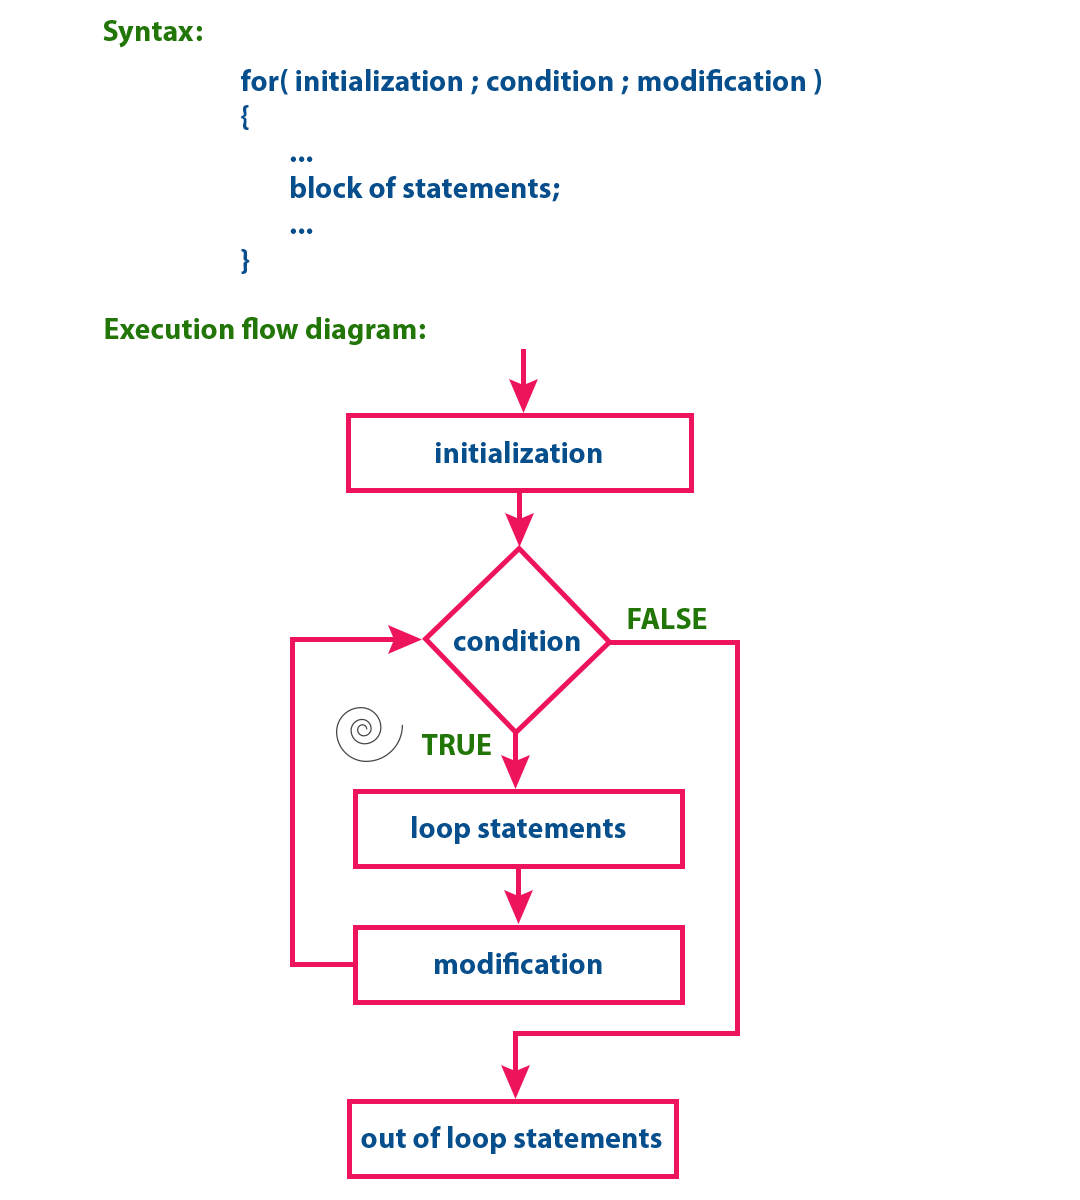 Syntax:
for( initialization ; condition ; modification )
{
...
block of statements;
...
}
Execution flow diagram:
initialization
condition
FALSE
TRUE
loop statements
modification
out of loop statements